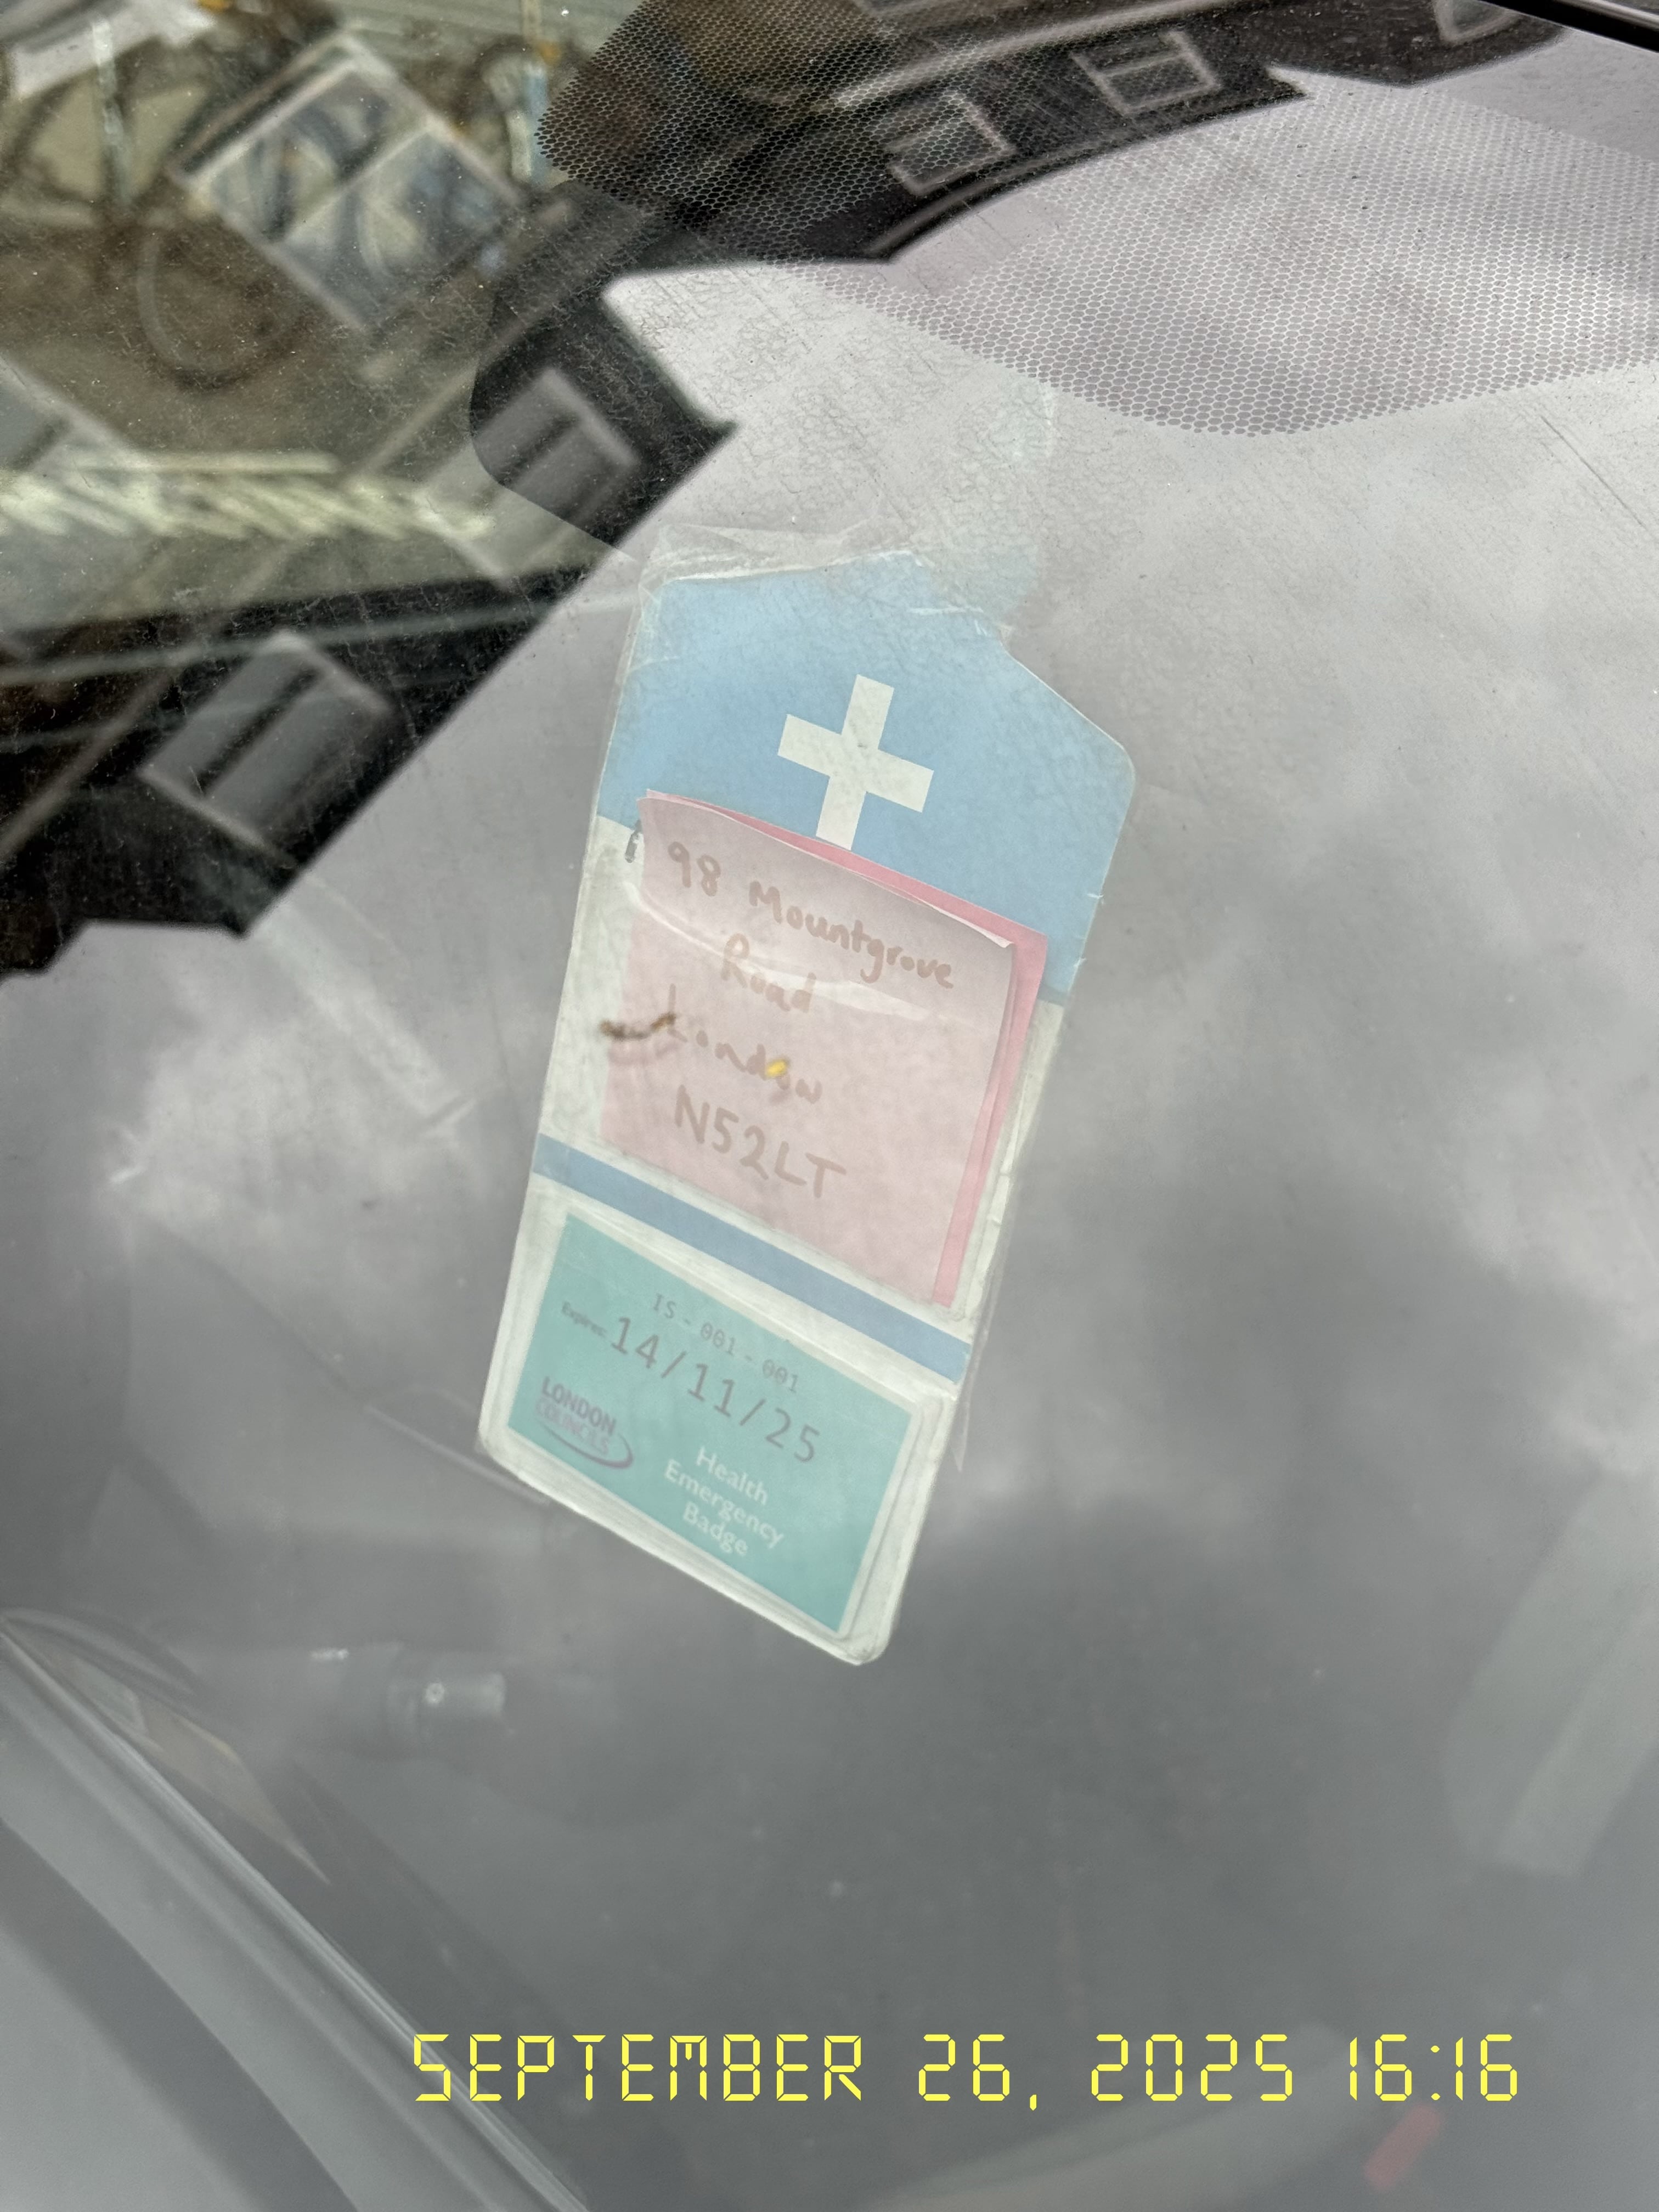 98 Mountgrove
Road
London
N52LT
IS - 001 - 001
Expires: 14/11/25
LONDON
COUNCILS
Health
Emergency
Badge
SEPTEMBER 26, 2025 16:16